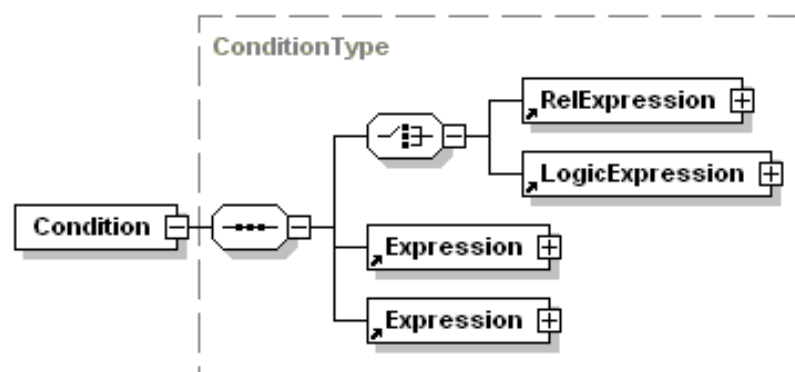 ConditionType
RelExpression
LogicExpression
Condition
Expression
Expression